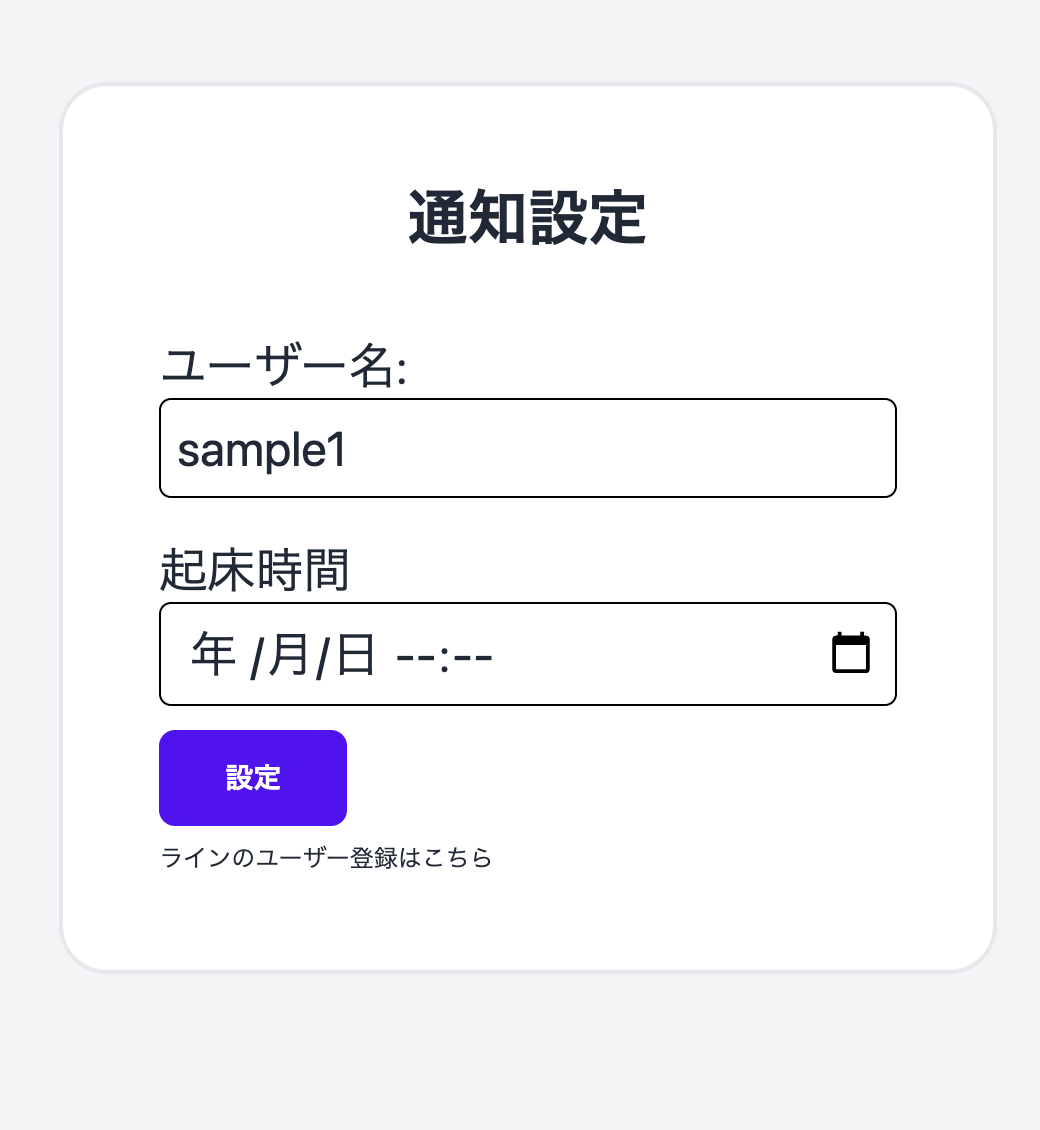 通知設定
ユーザー名:
sample1
起床時間
年 /月/日 --:--
設定
ラインのユーザー登録はこちら